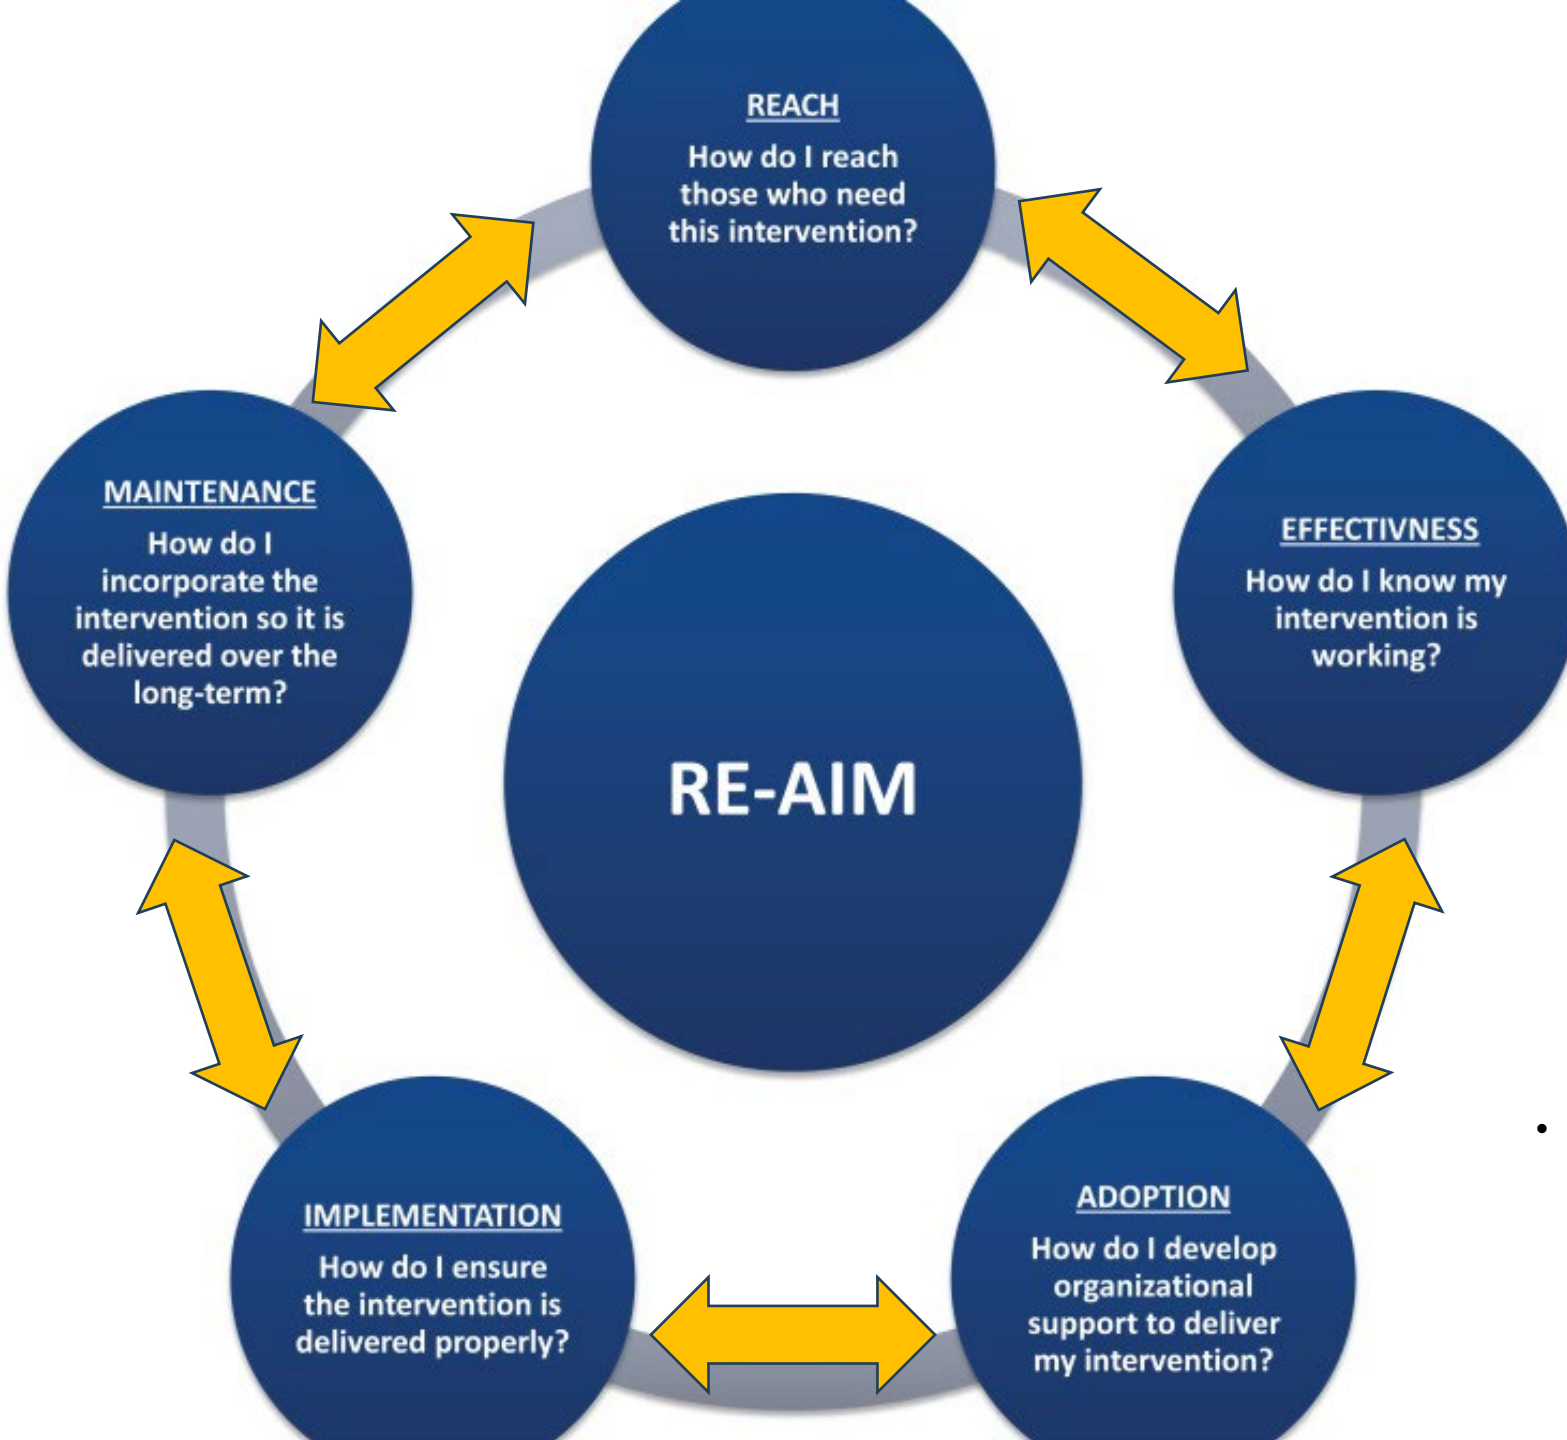 REACH
How do I reach
those who need
this intervention?
MAINTENANCE
How do I
incorporate the
intervention so it is
delivered over the
long-term?
EFFECTIVNESS
How do I know my
intervention is
working?
RE-AIM
IMPLEMENTATION
How do I ensure
the intervention is
delivered properly?
ADOPTION
How do I develop
organizational
support to deliver
my intervention?